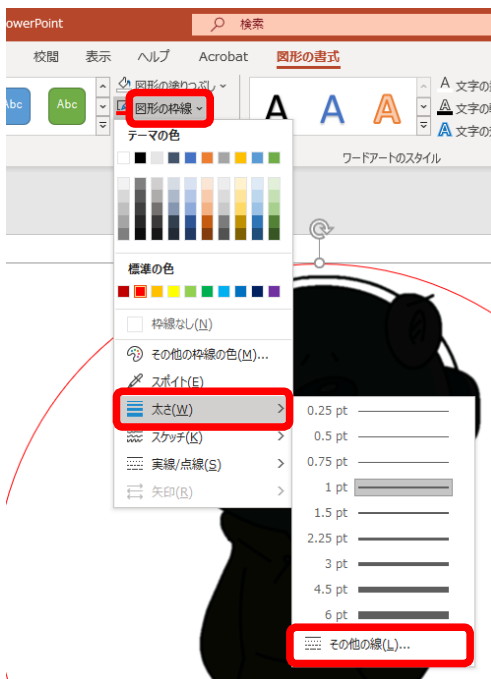 owerPoint
検索
校閲 表示 ヘルプ Acrobat 図形の書式
Abc Abc
図形の塗りつぶし
図形の枠線
A A A
A 文字の
A 文字の
A 文字の
ワードアートのスタイル
テーマの色
標準の色
枠線なし(N)
その他の枠線の色(M)...
スポイト(E)
太さ(W)
スケッチ(K)
実線/点線(S)
矢印(R)
0.25 pt
0.5 pt
0.75 pt
1 pt
1.5 pt
2.25 pt
3 pt
4.5 pt
6 pt
その他の線(L)...